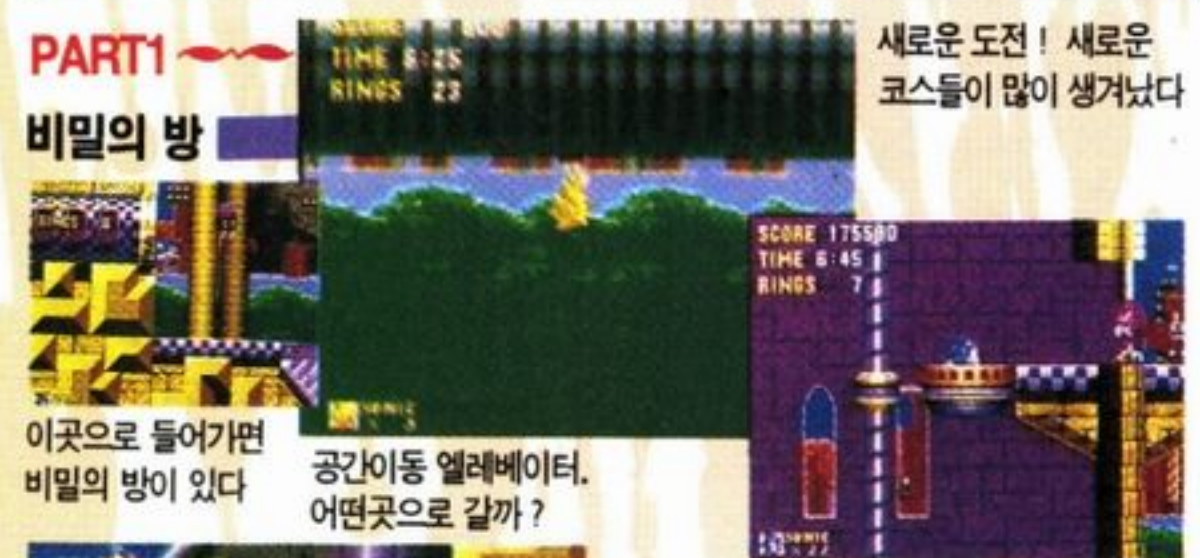 PART1
비밀의 방
TIME 6:25
RINGS 23
새로운 도전! 새로운
코스들이 많이 생겨났다
SCORE 175500
TIME 6:45
RINGS 7
이곳으로 들어가면
비밀의 방이 있다
공간이동 엘레베이터.
어떤곳으로 갈까?